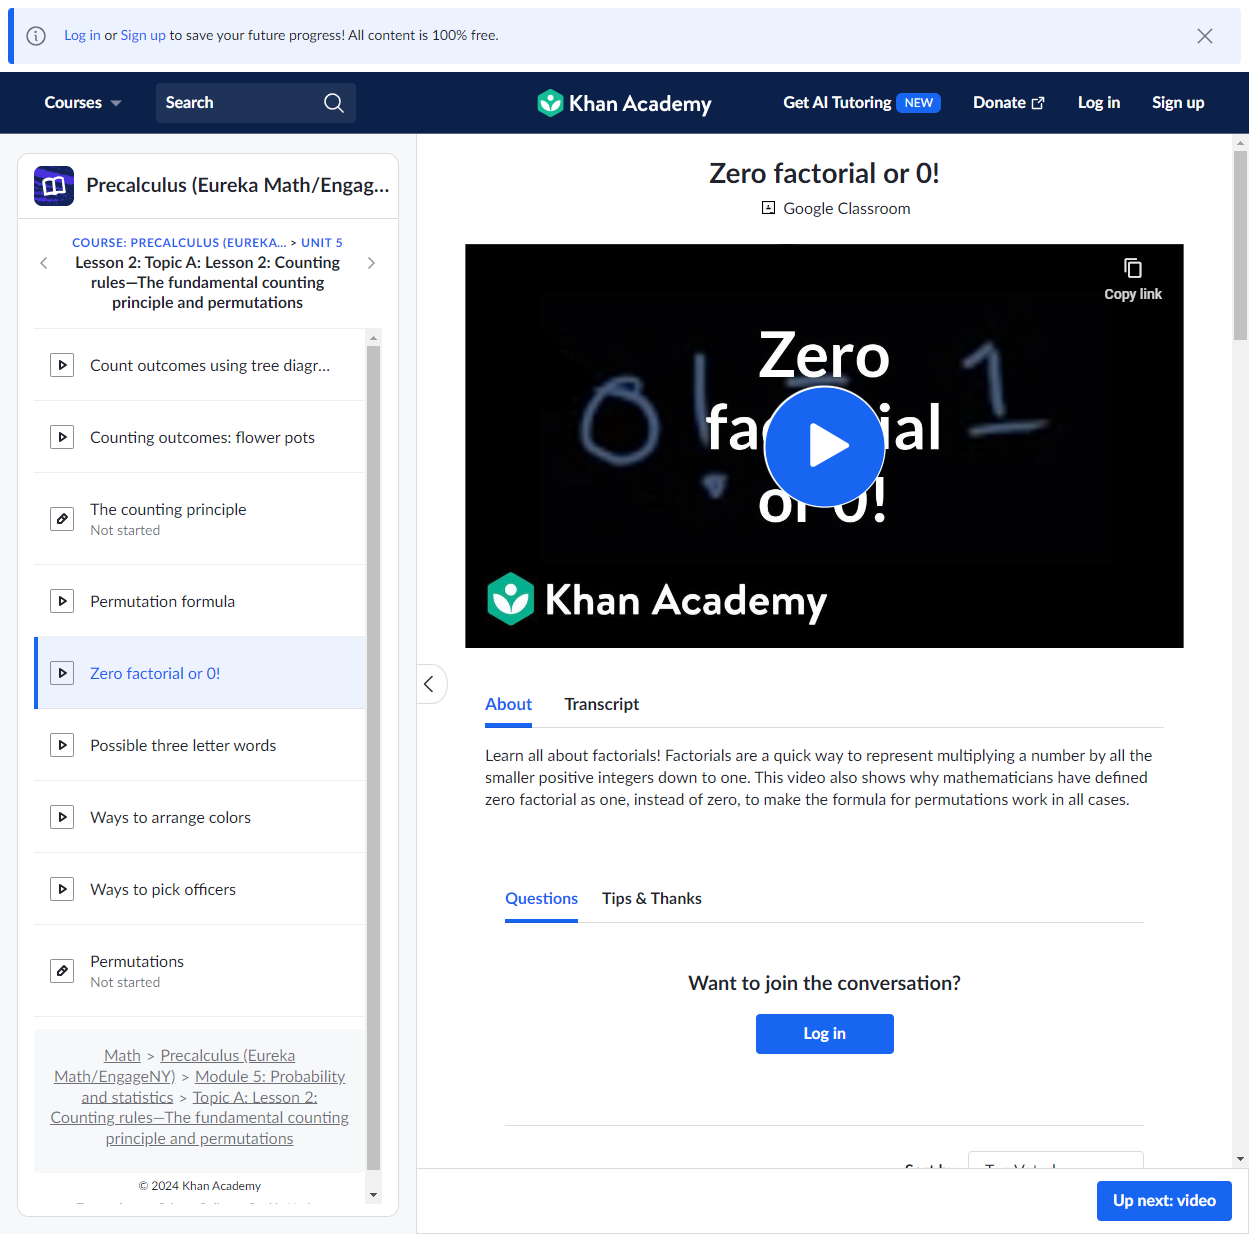 Log in or Sign up to save your future progress! All content is 100% free.
Courses
Search
Khan Academy
Get AI Tutoring NEW
Donate
Log in
Sign up
Precalculus (Eureka Math/Engag...
COURSE: PRECALCULUS (EUREKA... > UNIT 5
Lesson 2: Topic A: Lesson 2: Counting
rules—The fundamental counting
principle and permutations
Count outcomes using tree diagr...
Counting outcomes: flower pots
The counting principle
Not started
Permutation formula
Zero factorial or 0!
Possible three letter words
Ways to arrange colors
Ways to pick officers
Permutations
Not started
Math > Precalculus (Eureka
Math/EngageNY) > Module 5: Probability
and statistics > Topic A: Lesson 2:
Counting rules—The fundamental counting
principle and permutations
© 2024 Khan Academy
Zero factorial or 0!
Google Classroom
Copy link
Zero
or 0!
0! = 1
Khan Academy
About
Transcript
Learn all about factorials! Factorials are a quick way to represent multiplying a number by all the
smaller positive integers down to one. This video also shows why mathematicians have defined
zero factorial as one, instead of zero, to make the formula for permutations work in all cases.
Questions
Tips & Thanks
Want to join the conversation?
Log in
Up next: video